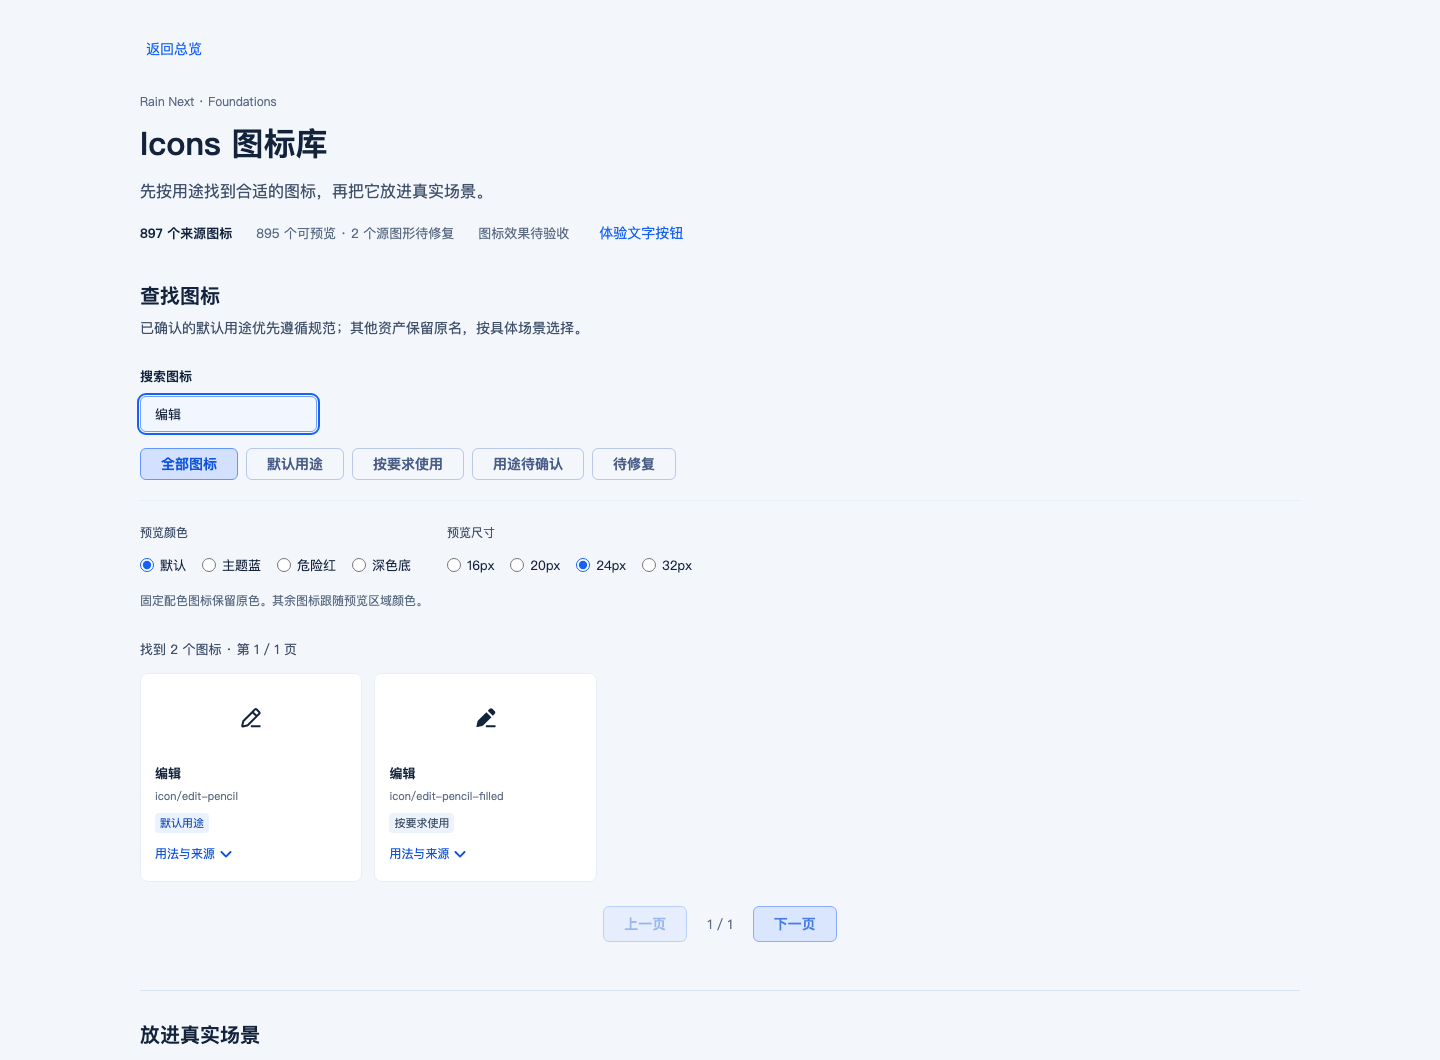 返回总览
Rain Next · Foundations
Icons 图标库
先按用途找到合适的图标，再把它放进真实场景。
897 个来源图标 895 个可预览 · 2 个源图形待修复 图标效果待验收 体验文字按钮
查找图标
已确认的默认用途优先遵循规范；其他资产保留原名，按具体场景选择。
搜索图标
编辑
全部图标 默认用途 按要求使用 用途待确认 待修复
预览颜色 预览尺寸
默认 主题蓝 危险红 深色底 16px 20px 24px 32px
固定配色图标保留原色。其余图标跟随预览区域颜色。
找到 2 个图标 · 第 1 / 1 页
编辑 编辑
icon/edit-pencil icon/edit-pencil-filled
默认用途 按要求使用
用法与来源 用法与来源
上一页 1 / 1 下一页
放进真实场景